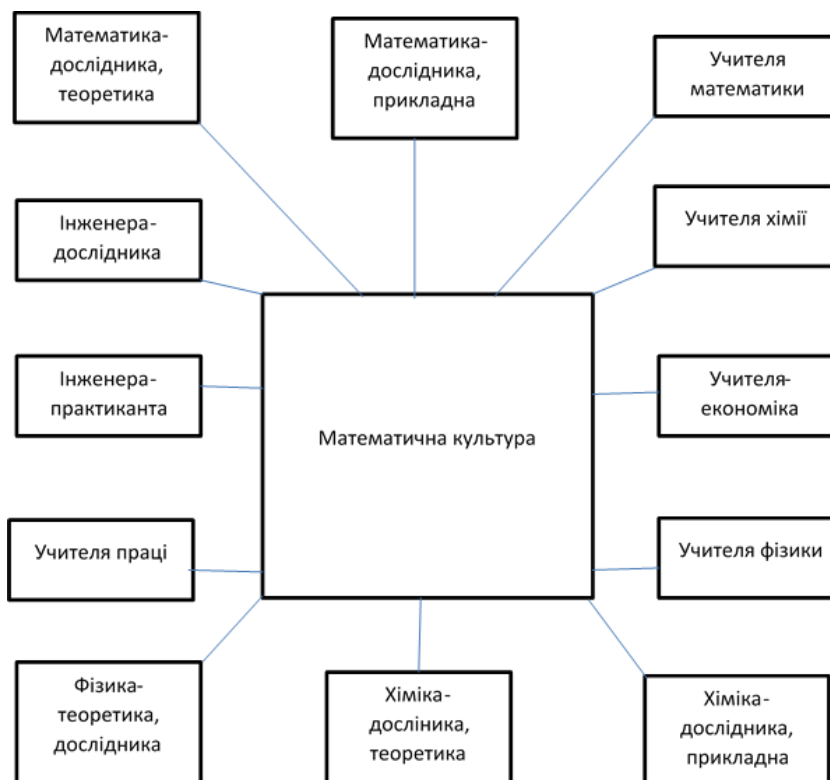 Математика-
дослідника,
теоретика
Математика-
дослідника,
прикладна
Учителя
математики
Інженера-
дослідника
Учителя хімії
Інженера-
практиканта
Математична культура
Учителя-
економіка
Учителя праці
Учителя фізики
Фізика-
теоретика,
дослідника
Хіміка-
досліника,
теоретика
Хіміка-
дослідника,
прикладна